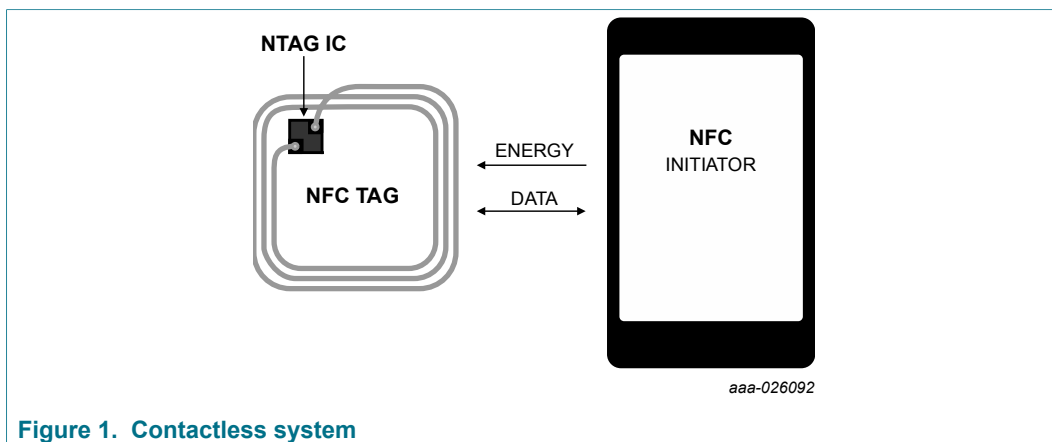 NTAG IC
NFC TAG
ENERGY
DATA
NFC
INITIATOR
aaa-026092
Figure 1. Contactless system